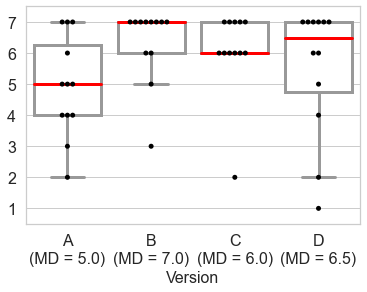 7
6
5
4
3
2
1
A B C D
(MD = 5.0) (MD = 7.0) (MD = 6.0) (MD = 6.5)
Version